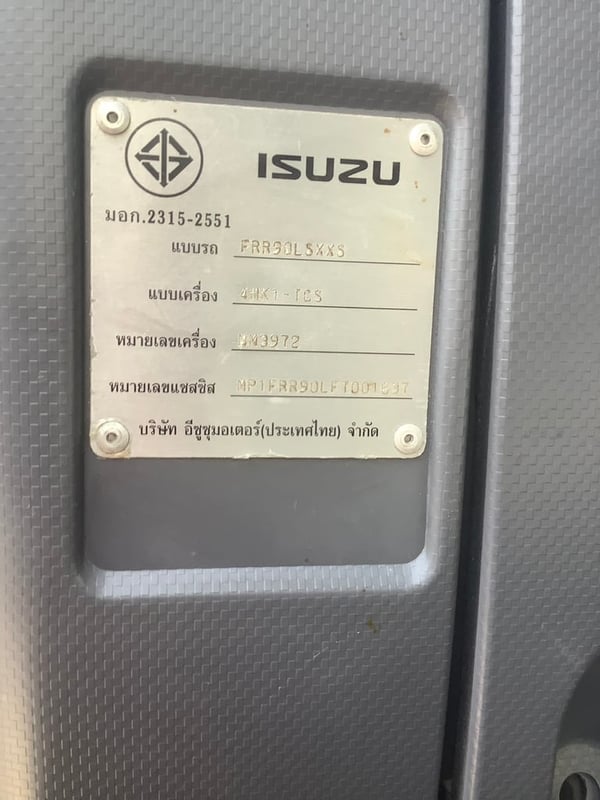 ISUZU
มอก.2315-2551
แบบรถ FRR90L5XXS
แบบเครื่อง 4HK1-TCS
หมายเลขเครื่อง
หมายเลขแชสซิส
บริษัท อีซูซุมอเตอร์(ประเทศไทย) จำกัด